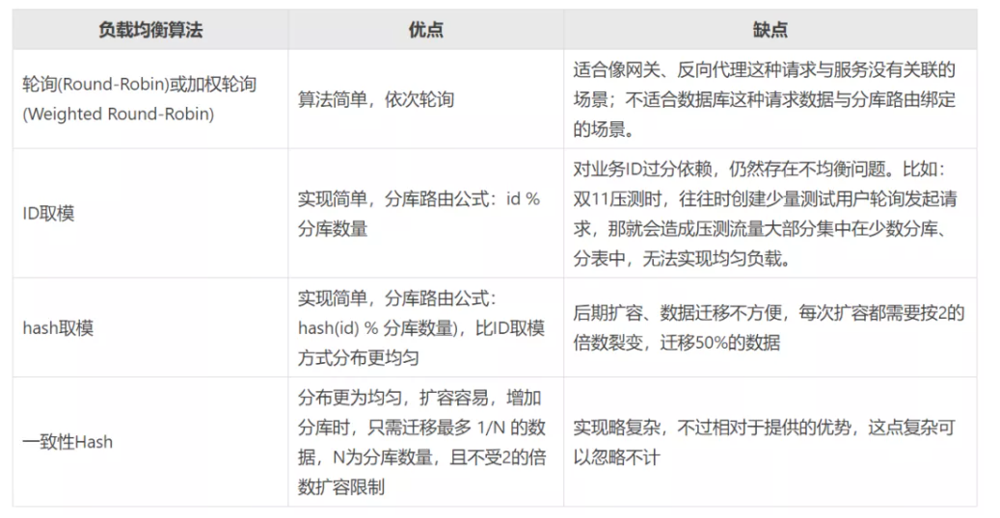 负载均衡算法
优点
缺点
轮询(Round-Robin)或加权轮询
(Weighted Round-Robin)
算法简单，依次轮询
适合像网关、反向代理这种请求与服务没有关联的
场景；不适合数据库这种请求数据与分库路由绑定
的场景。
ID取模
实现简单，分库路由公式：id %
分库数量
对业务ID过分依赖，仍然存在不均衡问题。比如：
双11压测时，往往时创建少量测试用户轮询发起请
求，那就会造成压测流量大部分集中在少数分库、
分表中，无法实现均匀负载。
hash取模
实现简单，分库路由公式：
hash(id) % 分库数量)，比ID取模
方式分布更均匀
后期扩容、数据迁移不方便，每次扩容都需要按2的
倍数裂变，迁移50%的数据
一致性Hash
分布更为均匀，扩容容易，增加
分库时，只需迁移最多 1/N 的数
据，N为分库数量，且不受2的倍
数扩容限制
实现略复杂，不过相对于提供的优势，这点复杂可
以忽略不计